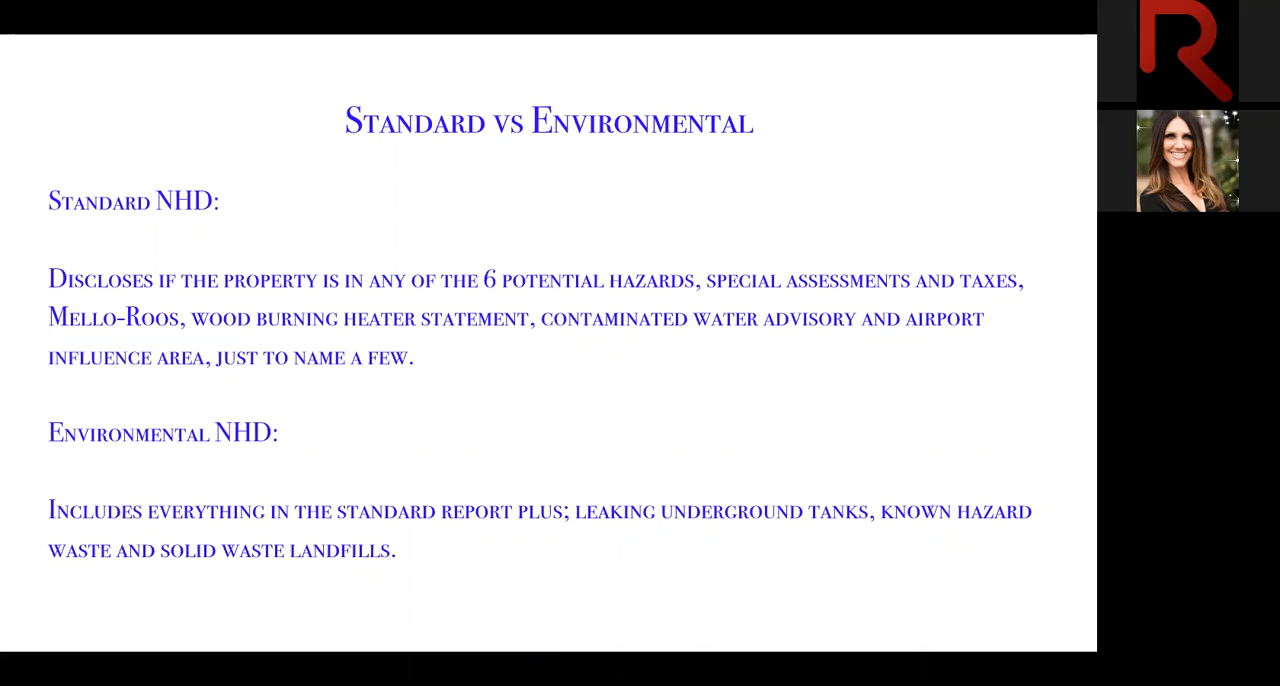 Standard vs Environmental
Standard NHD:
Discloses if the property is in any of the 6 potential hazards, special assessments and taxes,
Mello-Roos, wood burning heater statement, contaminated water advisory and airport
influence area, just to name a few.
Environmental NHD:
Includes everything in the standard report plus; leaking underground tanks, known hazard
waste and solid waste landfills.
R